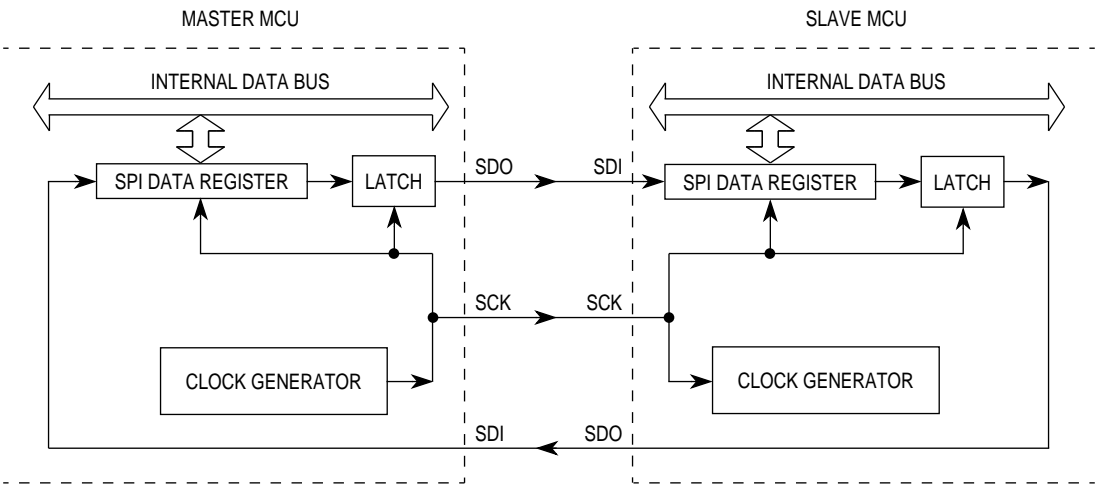 MASTER MCU
SLAVE MCU
INTERNAL DATA BUS
INTERNAL DATA BUS
SPI DATA REGISTER
LATCH
SDO
SDI
SPI DATA REGISTER
LATCH
SCK
SCK
CLOCK GENERATOR
CLOCK GENERATOR
SDI
SDO